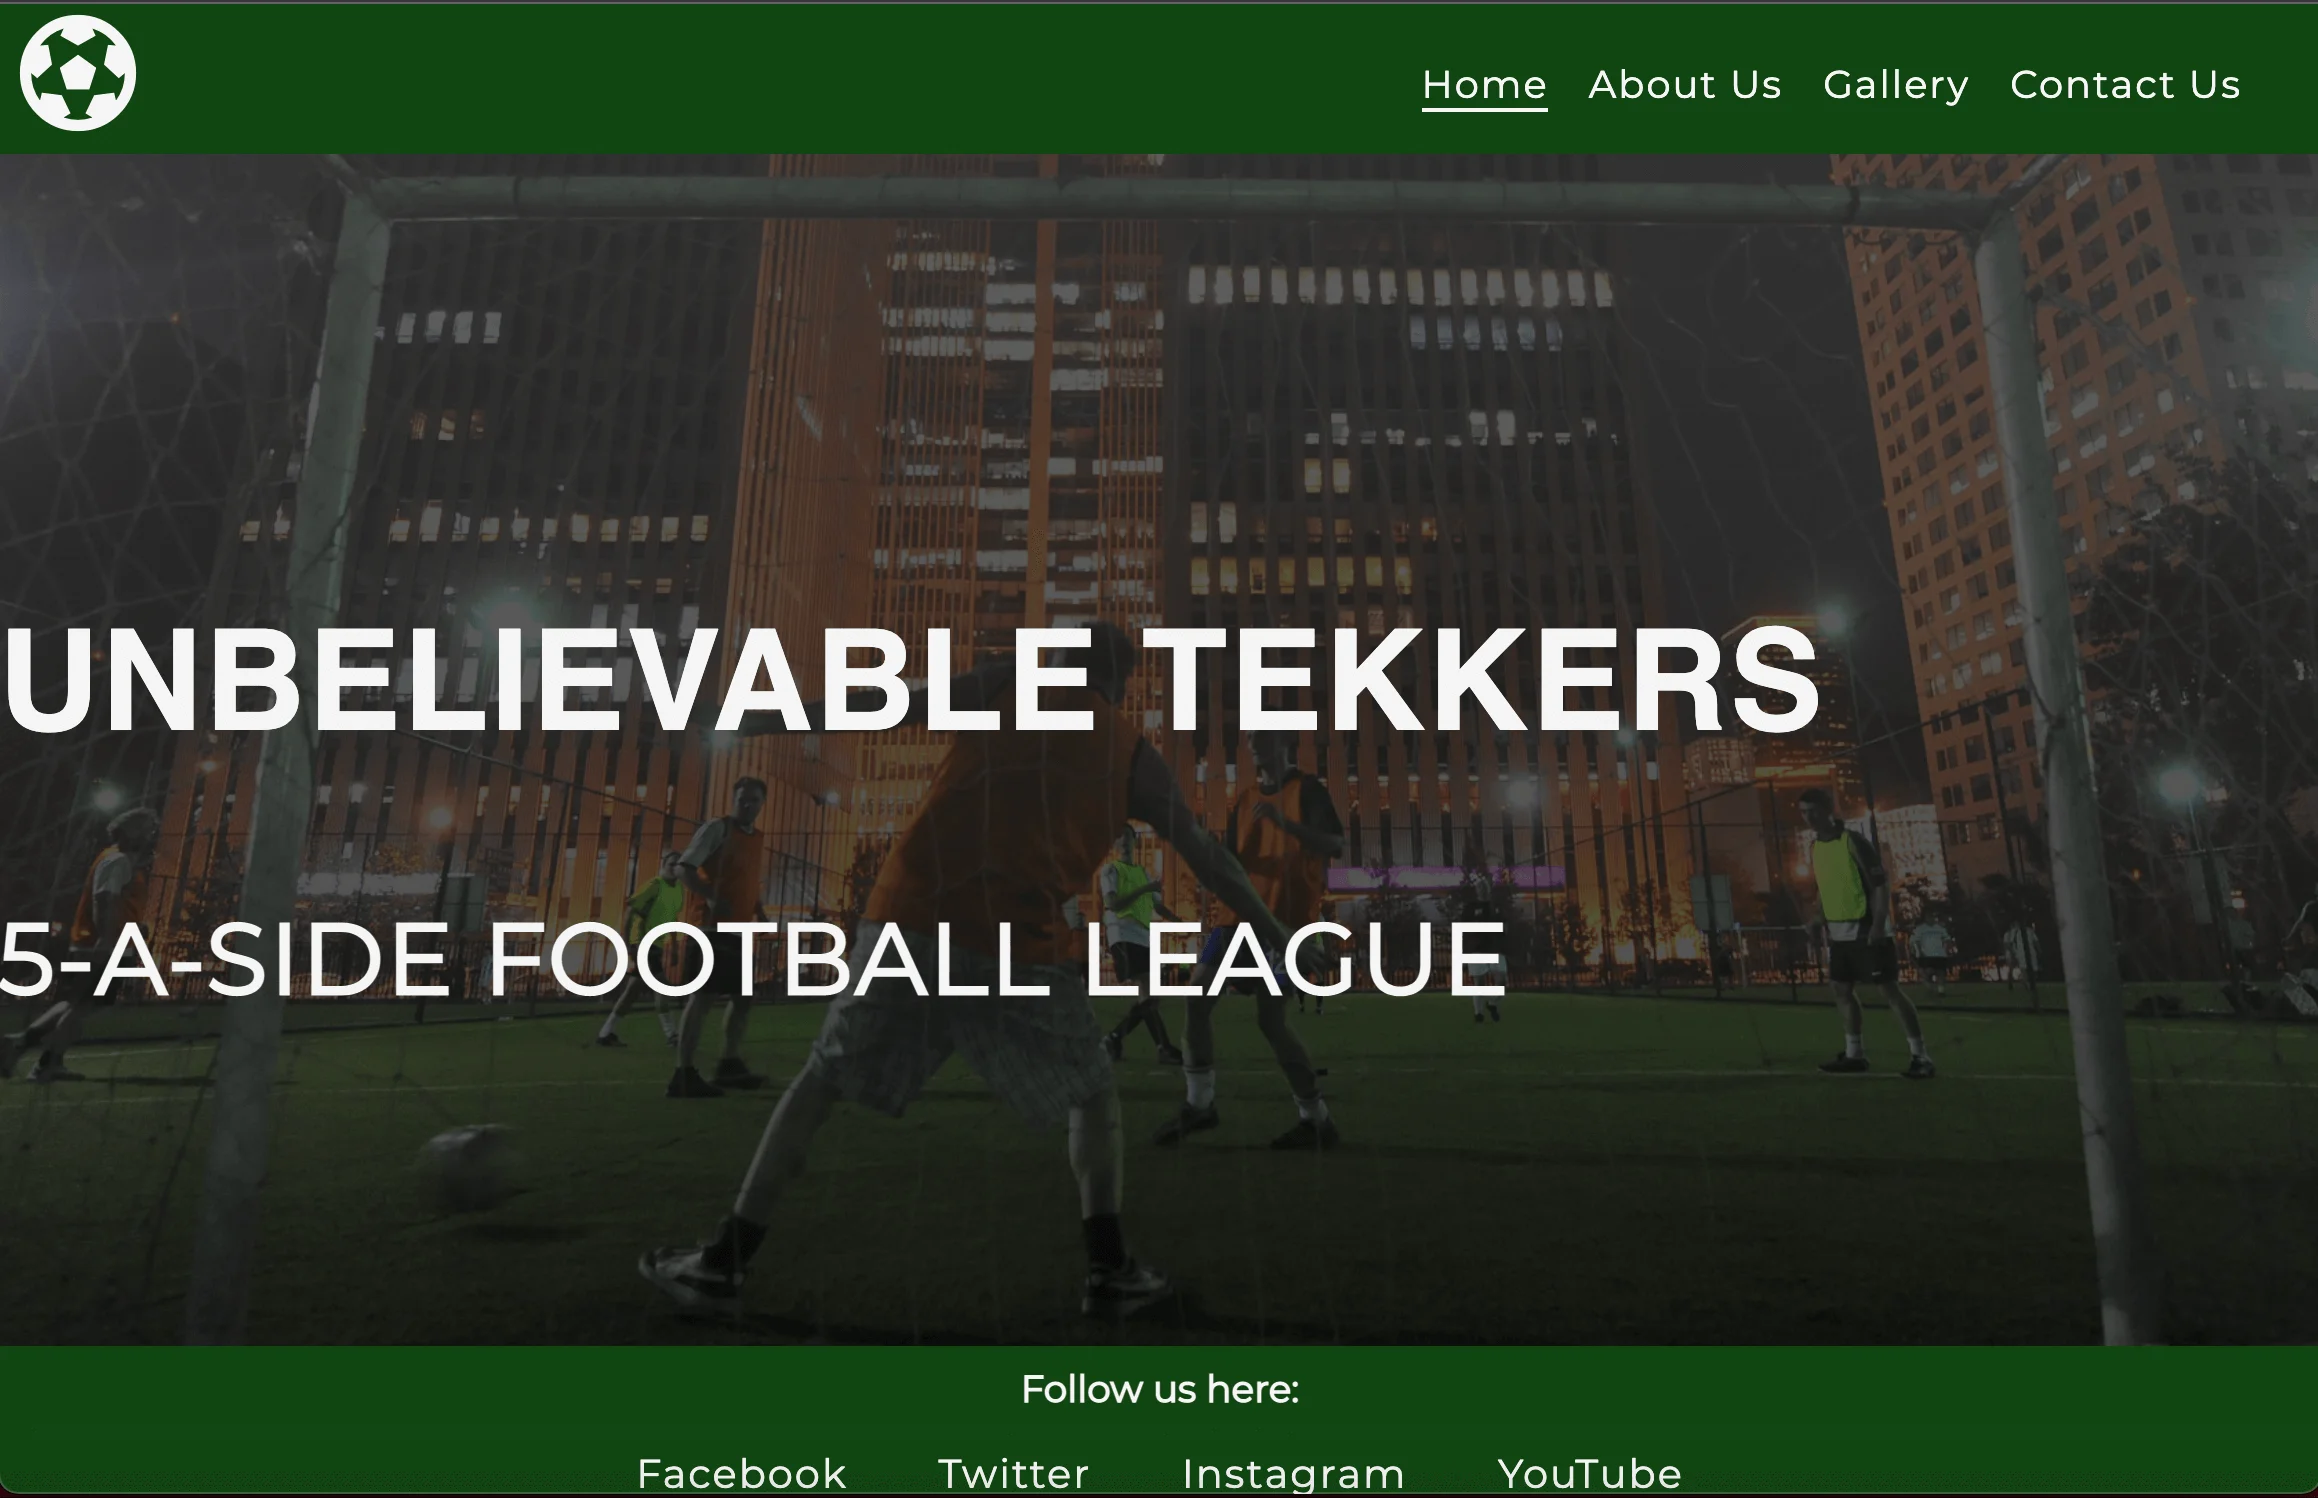 Home About Us Gallery Contact Us
UNBELIEVABLE TEKKERS
5-A-SIDE FOOTBALL LEAGUE
Follow us here:
Facebook Twitter Instagram YouTube